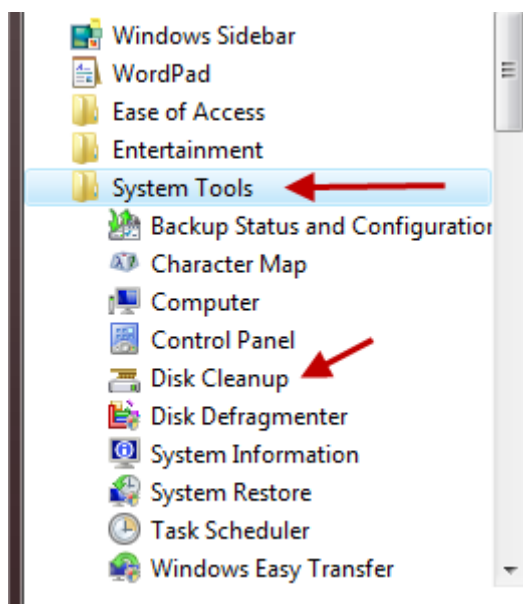 Windows Sidebar
WordPad
Ease of Access
Entertainment
System Tools
Backup Status and Configuration
Character Map
Computer
Control Panel
Disk Cleanup
Disk Defragmenter
System Information
System Restore
Task Scheduler
Windows Easy Transfer